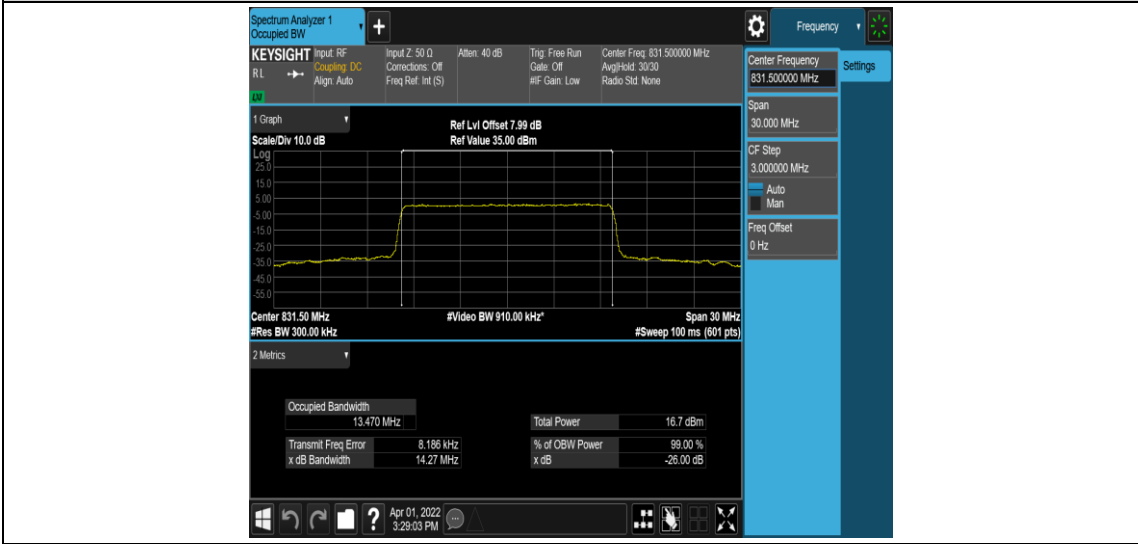 Spectrum Analyzer 1
Occupied BW
+
Frequency
KEYSIGHT
RL
LNI
Input: RF
Coupling: DC
Align: Auto
Input Z: 50 Ω
Corrections: Off
Freq Ref: Int (S)
Atten: 40 dB
Trig: Free Run
Gate: Off
#IF Gain: Low
Center Freq: 831.500000 MHz
Avg|Hold: 30/30
Radio Std: None
Center Frequency
831.500000 MHz
Settings
Span
30.000 MHz
CF Step
3.000000 MHz
Auto
Man
Freq Offset
0 Hz
1 Graph
Scale/Div 10.0 dB
Ref Lvl Offset 7.99 dB
Ref Value 35.00 dBm
Log
25.0
15.0
5.00
-5.00
-15.0
-25.0
-35.0
-45.0
-55.0
Center 831.50 MHz
#Video BW 910.00 kHz*
Span 30 MHz
#Res BW 300.00 kHz
#Sweep 100 ms (601 pts)
2 Metrics
Occupied Bandwidth
13.470 MHz
Total Power 16.7 dBm
Transmit Freq Error 8.186 kHz
% of OBW Power 99.00 %
x dB Bandwidth 14.27 MHz
x dB -26.00 dB
?
Apr 01, 2022
3:29:03 PM